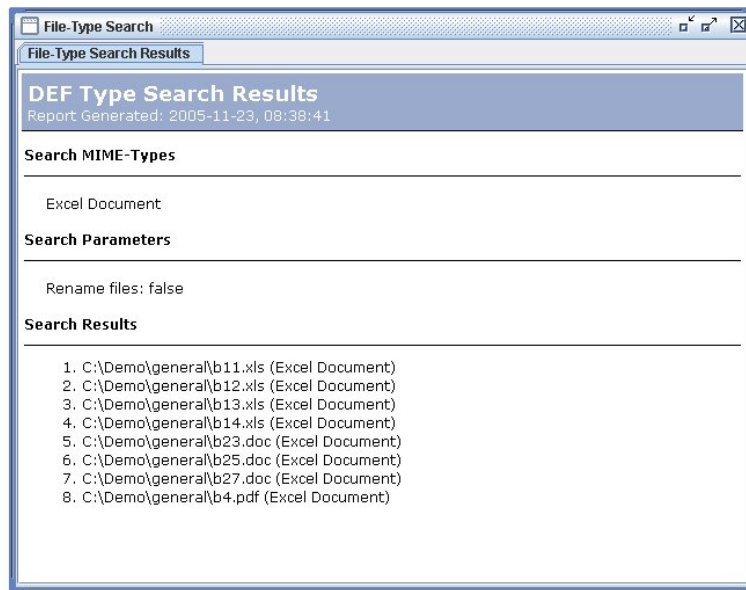 File-Type Search
File-Type Search Results
DEF Type Search Results
Report Generated: 2005-11-23, 08:38:41
Search MIME-Types
Excel Document
Search Parameters
Rename files: false
Search Results
1. C:\Demo\general\b11.xls (Excel Document)
2. C:\Demo\general\b12.xls (Excel Document)
3. C:\Demo\general\b13.xls (Excel Document)
4. C:\Demo\general\b14.xls (Excel Document)
5. C:\Demo\general\b23.doc (Excel Document)
6. C:\Demo\general\b25.doc (Excel Document)
7. C:\Demo\general\b27.doc (Excel Document)
8. C:\Demo\general\b4.pdf (Excel Document)